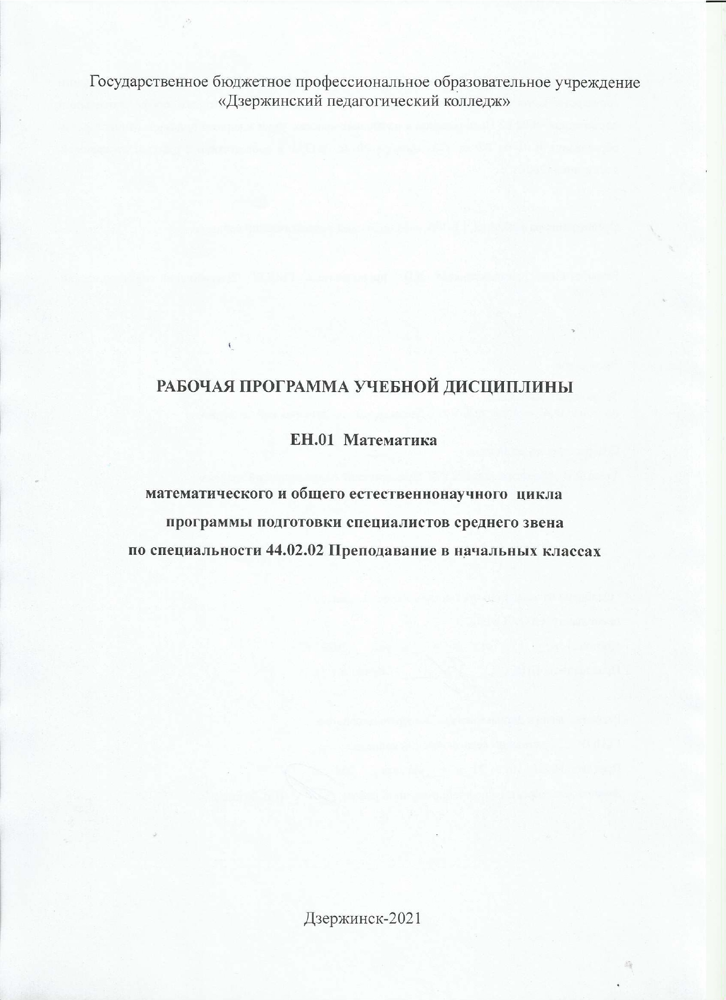 Государственное бюджетное профессиональное образовательное учреждение
«Дзержинский педагогический колледж»
РАБОЧАЯ ПРОГРАММА УЧЕБНОЙ ДИСЦИПЛИНЫ
ЕН.01 Математика
математического и общего естественнонаучного цикла
программы подготовки специалистов среднего звена
по специальности 44.02.02 Преподавание в начальных классах
Дзержинск-2021